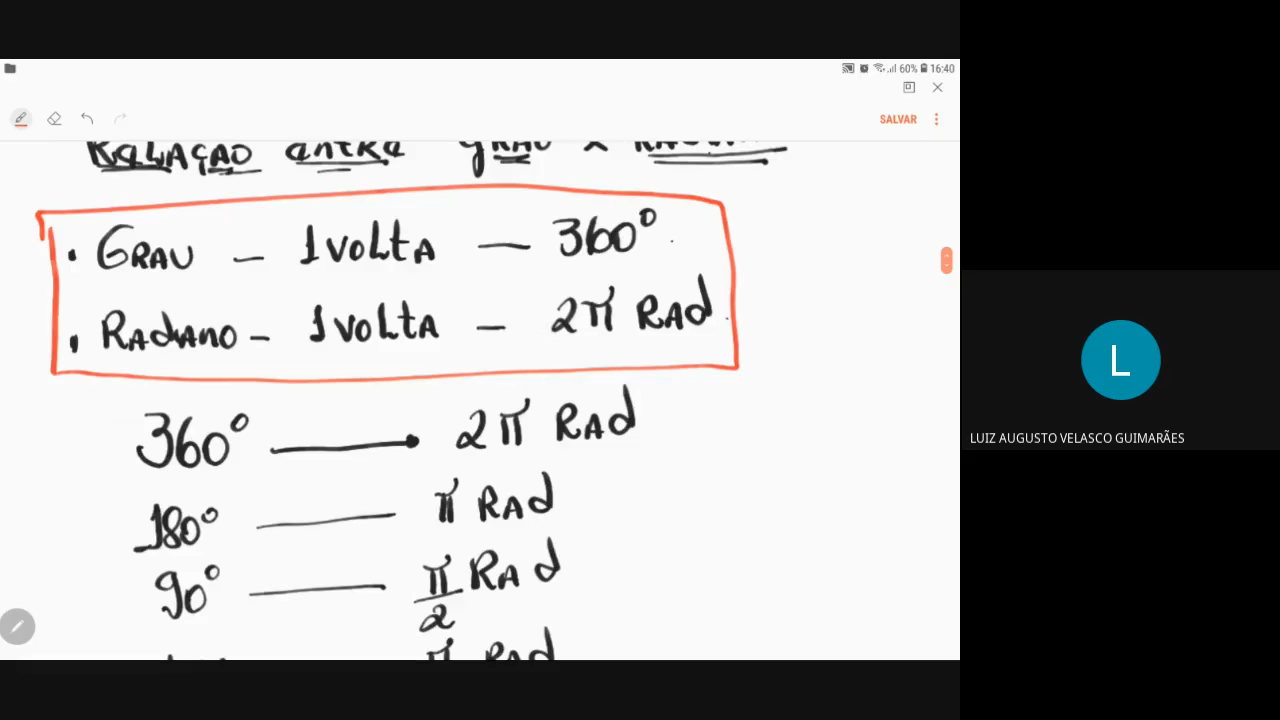 60% 16:40
SALVAR
RELAÇÃO entre GRAU x
• GRAU – 1 VOLTA – 360°
• RADIANO – 1 VOLTA – 2π RAD
360° 2π RAD
180° π RAD
90° π/2 RAD
π RAD
L
LUIZ AUGUSTO VELASCO GUIMARÃES